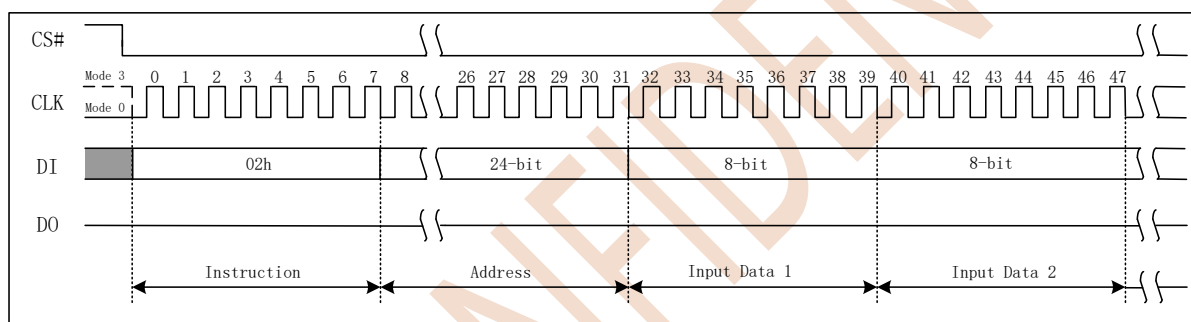 CS#
Mode 3 0 1 2 3 4 5 6 7 8 26 27 28 29 30 31 32 33 34 35 36 37 38 39 40 41 42 43 44 45 46 47
CLK
Mode 0
DI 02h 24-bit 8-bit 8-bit
DO
Instruction Address Input Data 1 Input Data 2
NFIDEN